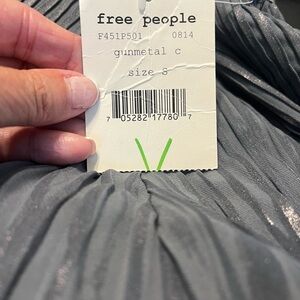 free people
F451P501 0814
gunmetal c
size S
7 05282 17780 7